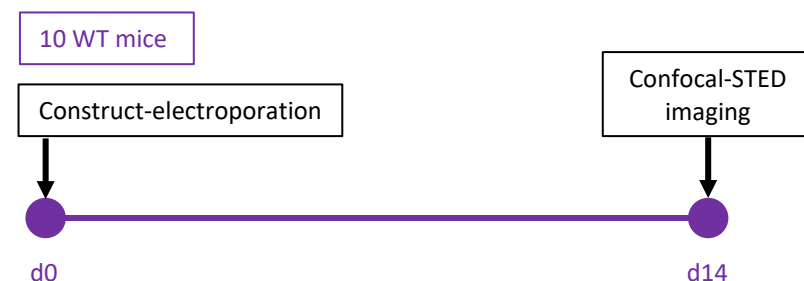 10 WT mice
Construct-electroporation
Confocal-STED
imaging
d0
d14